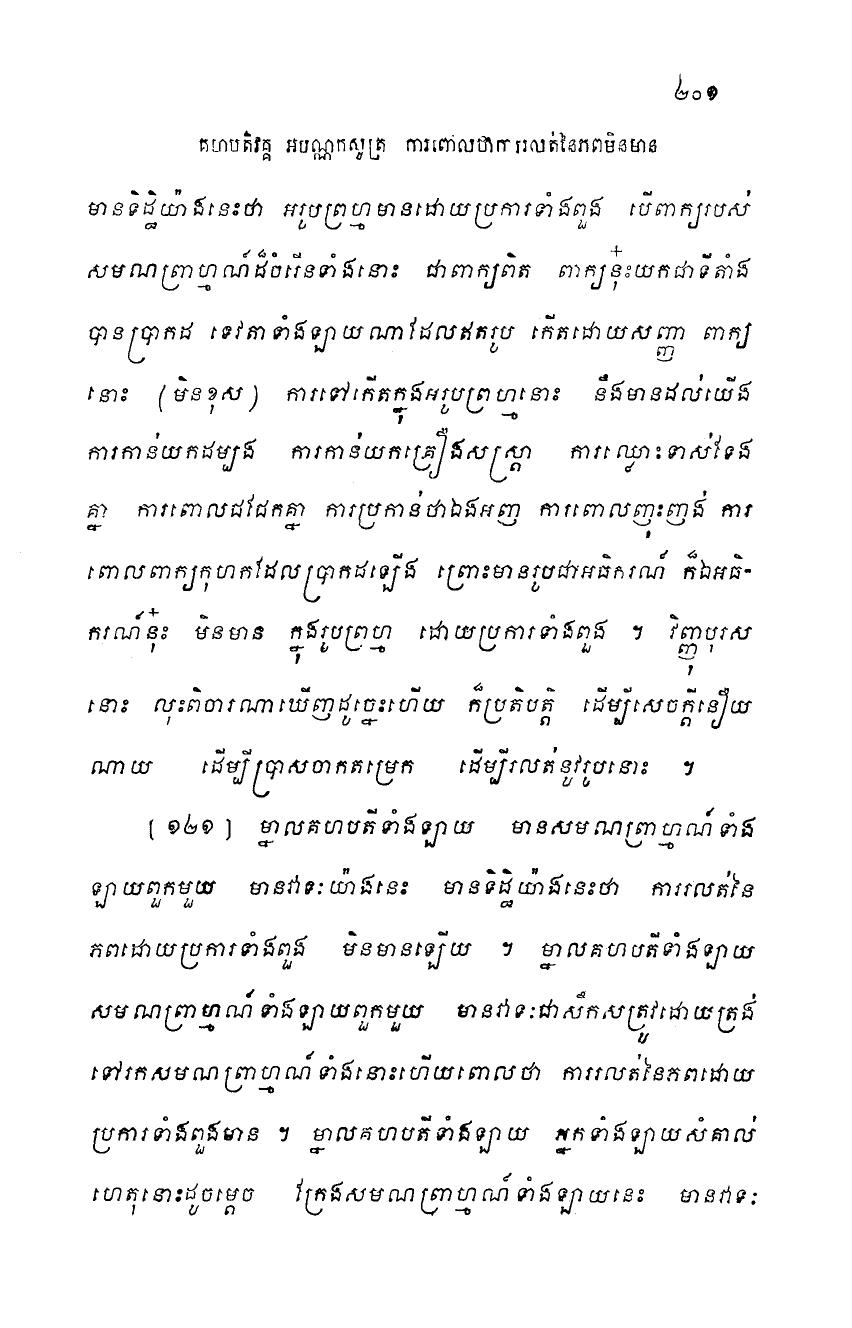 ២០១
គហបតិវគ្គ អបណ្ណកសូត្រ ការពោលថាការរលត់នៃភពមិនមាន
មានទិដ្ឋិយ៉ាងនេះថា អរូបព្រហ្មមានដោយប្រការទាំងពួង បើពាក្យរបស់
សមណព្រាហ្មណ៍ដ៏ចំរើនទាំងនោះ ជាពាក្យពិត ពាក្យនុ៎ះយកជាទីតាំង
បានប្រាកដ ទេវតាទាំងឡាយណាដែលឥតរូប កើតដោយសញ្ញា ពាក្យ
នោះ (មិនខុស) ការទៅកើតក្នុងអរូបព្រហ្មនោះ នឹងមានដល់យើង
ការកាន់យកដម្បង ការកាន់យកគ្រឿងសស្ត្រា ការឈ្លោះទាស់ទែង
គ្នា ការពោលជជែកគ្នា ការប្រកាន់ថាឯងអញ ការពោលញុះញង់ ការ
ពោលពាក្យកុហកដែលប្រាកដឡើង ព្រោះមានរូបជាអធិករណ៍ ក៏ឯអធិ-
ករណ៍នុ៎ះ មិនមាន ក្នុងរូបព្រហ្ម ដោយប្រការទាំងពួង ។ វិញ្ញុបុរស
នោះ លុះពិចារណាឃើញដូច្នេះហើយ ក៏ប្រតិបត្តិ ដើម្បីសេចក្តីនឿយ
ណាយ ដើម្បីប្រាសចាកតម្រេក ដើម្បីរលត់នូវរូបនោះ ។
[១២១] ម្នាលគហបតីទាំងឡាយ មានសមណព្រាហ្មណ៍ទាំង
ឡាយពួកមួយ មានវាទៈយ៉ាងនេះ មានទិដ្ឋិយ៉ាងនេះថា ការរលត់នៃ
ភពដោយប្រការទាំងពួង មិនមានឡើយ ។ ម្នាលគហបតីទាំងឡាយ
សមណព្រាហ្មណ៍ទាំងឡាយពួកមួយ មានវាទៈជាសឹកសត្រូវដោយត្រង់
ទៅរកសមណព្រាហ្មណ៍ទាំងនោះហើយពោលថា ការរលត់នៃភពដោយ
ប្រការទាំងពួងមាន ។ ម្នាលគហបតីទាំងឡាយ អ្នកទាំងឡាយសំគាល់
ហេតុនោះដូចម្តេច ក្រែងសមណព្រាហ្មណ៍ទាំងឡាយនេះ មានវាទៈ